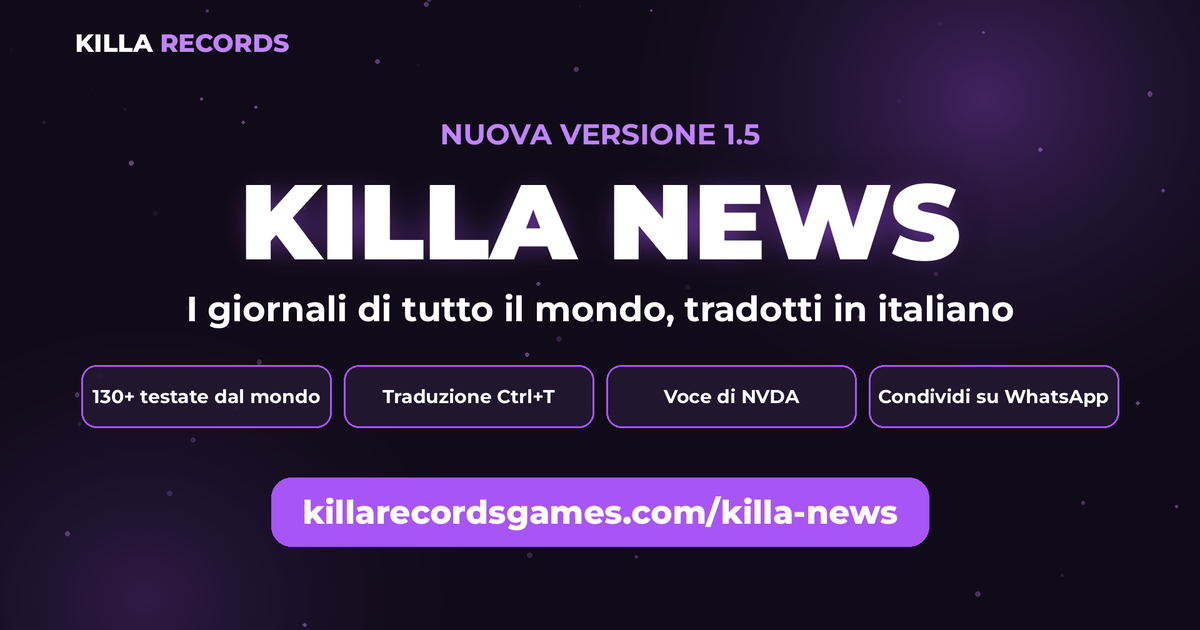 KILLA RECORDS
NUOVA VERSIONE 1.5
KILLA NEWS
I giornali di tutto il mondo, tradotti in italiano
130+ testate dal mondo
Traduzione Ctrl+T
Voce di NVDA
Condividi su WhatsApp
killarecordsgames.com/killa-news